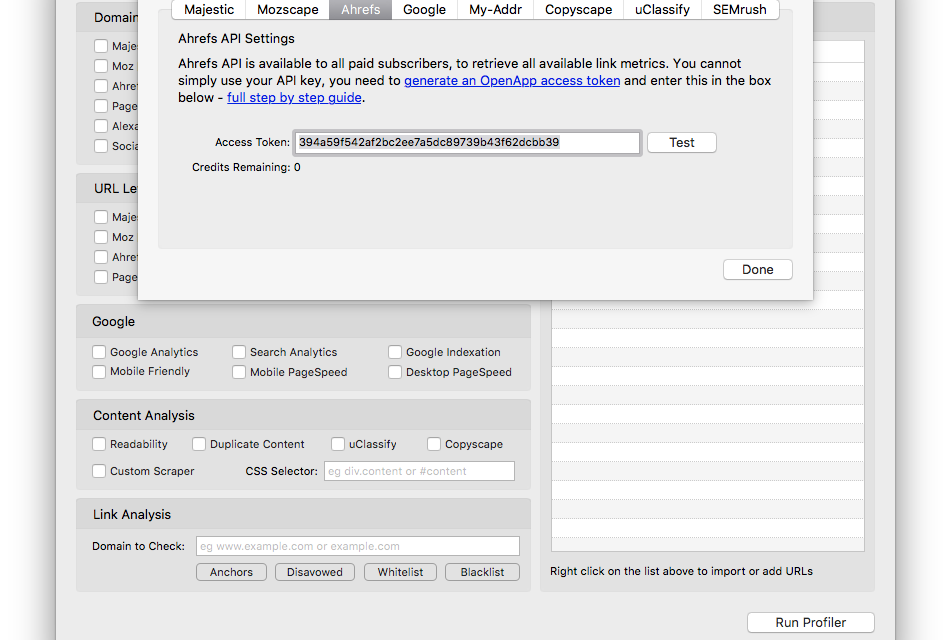 Majestic Mozscape Ahrefs Google My-Addr Copyscape uClassify SEMrush
Ahrefs API Settings
Ahrefs API is available to all paid subscribers, to retrieve all available link metrics. You cannot
simply use your API key, you need to generate an OpenApp access token and enter this in the box
below - full step by step guide.
Access Token: 394a59f542af2bc2ee7a5dc89739b43f62dcbb39 Test
Credits Remaining: 0
Done
Domain
Maje
Moz
Ahre
Page
Alexa
Socia
URL Le
Maje
Moz
Ahre
Page
Google
Google Analytics Search Analytics Google Indexation
Mobile Friendly Mobile PageSpeed Desktop PageSpeed
Content Analysis
Readability Duplicate Content uClassify Copyscape
Custom Scraper CSS Selector: eg div.content or #content
Link Analysis
Domain to Check: eg www.example.com or example.com
Anchors Disavowed Whitelist Blacklist
Right click on the list above to import or add URLs
Run Profiler